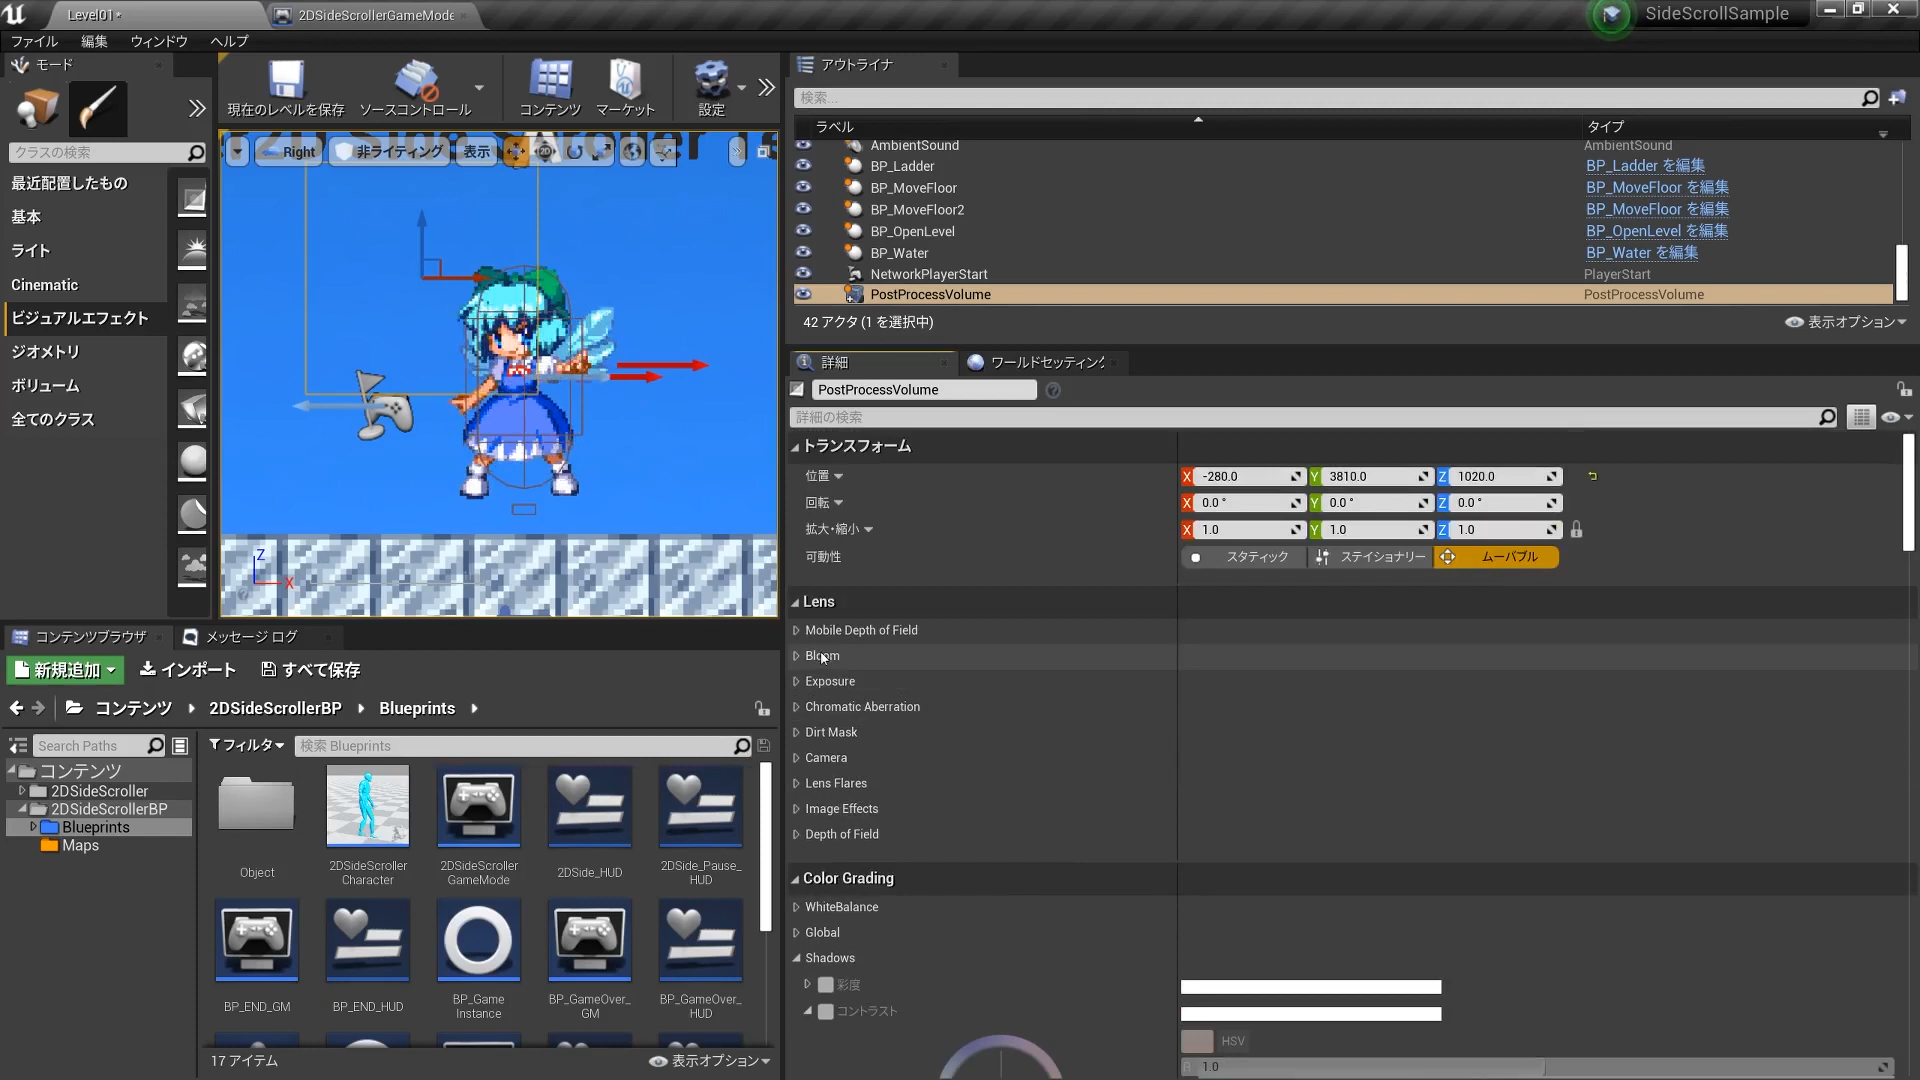 Level01*
2DSideScrollerGameMode
SideScrollSample
ファイル 編集 ウィンドウ ヘルプ
モード
クラスの検索
最近配置したもの
基本
ライト
Cinematic
ビジュアルエフェクト
ジオメトリ
ボリューム
全てのクラス
現在のレベルを保存 ソースコントロール コンテンツ マーケット 設定
2D Side Scroller
Right 非ライティング 表示
Z
X
アウトライナ
検索...
ラベル タイプ
AmbientSound AmbientSound
BP_Ladder BP_Ladder を編集
BP_MoveFloor BP_MoveFloor を編集
BP_MoveFloor2 BP_MoveFloor を編集
BP_OpenLevel BP_OpenLevel を編集
BP_Water BP_Water を編集
NetworkPlayerStart PlayerStart
PostProcessVolume PostProcessVolume
42 アクタ (1 を選択中) 表示オプション
詳細 ワールドセッティング
PostProcessVolume
詳細の検索
トランスフォーム
位置 X -280.0 Y 3810.0 Z 1020.0
回転 X 0.0 ° Y 0.0 ° Z 0.0 °
拡大・縮小 X 1.0 Y 1.0 Z 1.0
可動性 スタティック ステイショナリー ムーバブル
Lens
Mobile Depth of Field
Bloom
Exposure
Chromatic Aberration
Dirt Mask
Camera
Lens Flares
Image Effects
Depth of Field
Color Grading
WhiteBalance
Global
Shadows
彩度
コントラスト
HSV
R 1.0
コンテンツブラウザ メッセージ ログ
新規追加 インポート すべて保存
コンテンツ 2DSideScrollerBP Blueprints
Search Paths
フィルタ 検索 Blueprints
コンテンツ
2DSideScroller
2DSideScrollerBP
Blueprints
Maps
Object
2DSideScroller
Character
2DSideScroller
GameMode
2DSide_HUD
2DSide_Pause_
HUD
BP_END_GM
BP_END_HUD
BP_Game
Instance
BP_GameOver_
GM
BP_GameOver_
HUD
17 アイテム 表示オプション